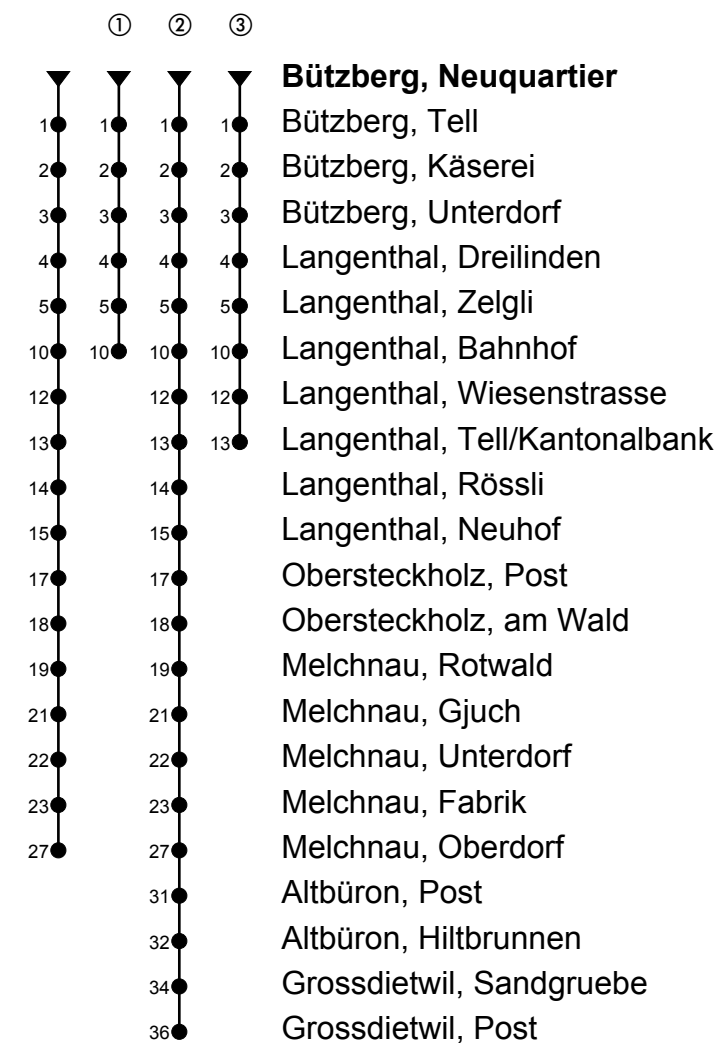 ① ② ③
Bützberg, Neuquartier
1 1 1 1 Bützberg, Tell
2 2 2 2 Bützberg, Käserei
3 3 3 3 Bützberg, Unterdorf
4 4 4 4 Langenthal, Dreilinden
5 5 5 5 Langenthal, Zelgli
10 10 10 10 Langenthal, Bahnhof
12 12 12 Langenthal, Wiesenstrasse
13 13 13 Langenthal, Tell/Kantonalbank
14 14 Langenthal, Rössli
15 15 Langenthal, Neuhof
17 17 Obersteckholz, Post
18 18 Obersteckholz, am Wald
19 19 Melchnau, Rotwald
21 21 Melchnau, Gjuch
22 22 Melchnau, Unterdorf
23 23 Melchnau, Fabrik
27 27 Melchnau, Oberdorf
31 Altbüron, Post
32 Altbüron, Hiltbrunnen
34 Grossdietwil, Sandgruebe
36 Grossdietwil, Post